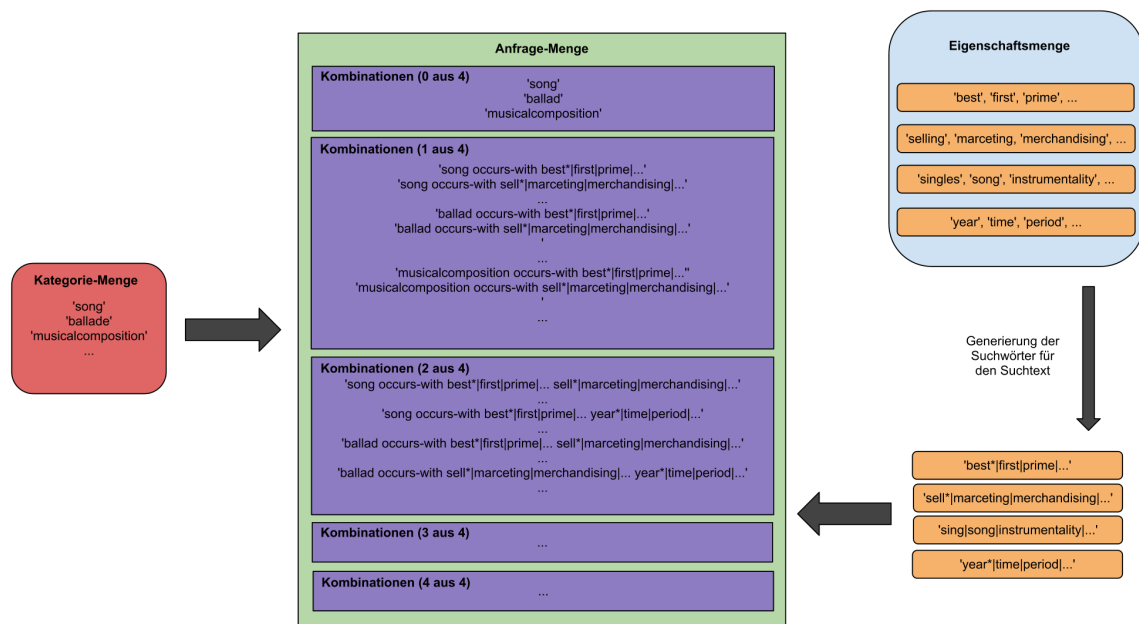 Kategorie-Menge
'song'
'ballade'
'musicalcomposition'
...
Anfrage-Menge
Kombinationen (0 aus 4)
'song'
'ballad'
'musicalcomposition'
Kombinationen (1 aus 4)
'song occurs-with best*|first|prime|...'
'song occurs-with sell*|marceting|merchandising|...'
...
'ballad occurs-with best*|first|prime|...'
'ballad occurs-with sell*|marceting|merchandising|...'
'
...
'musicalcomposition occurs-with best*|first|prime|...''
'musicalcomposition occurs-with sell*|marceting|merchandising|...'
'
...
Kombinationen (2 aus 4)
'song occurs-with best*|first|prime|... sell*|marceting|merchandising|...'
...
'song occurs-with best*|first|prime|... year*|time|period|...'
...
'ballad occurs-with best*|first|prime|... sell*|marceting|merchandising|...'
...
'ballad occurs-with sell*|marceting|merchandising|... year*|time|period|...'
...
Kombinationen (3 aus 4)
...
Kombinationen (4 aus 4)
...
Eigenschaftsmenge
'best', 'first', 'prime', ...
'selling', 'marceting, 'merchandising', ...
'singles', 'song', 'instrumentality', ...
'year', 'time', 'period', ...
Generierung der
Suchwörter für
den Suchtext
'best*|first|prime|...'
'sell*|marceting|merchandising|...'
'sing|song|instrumentality|...'
'year*|time|period|...'